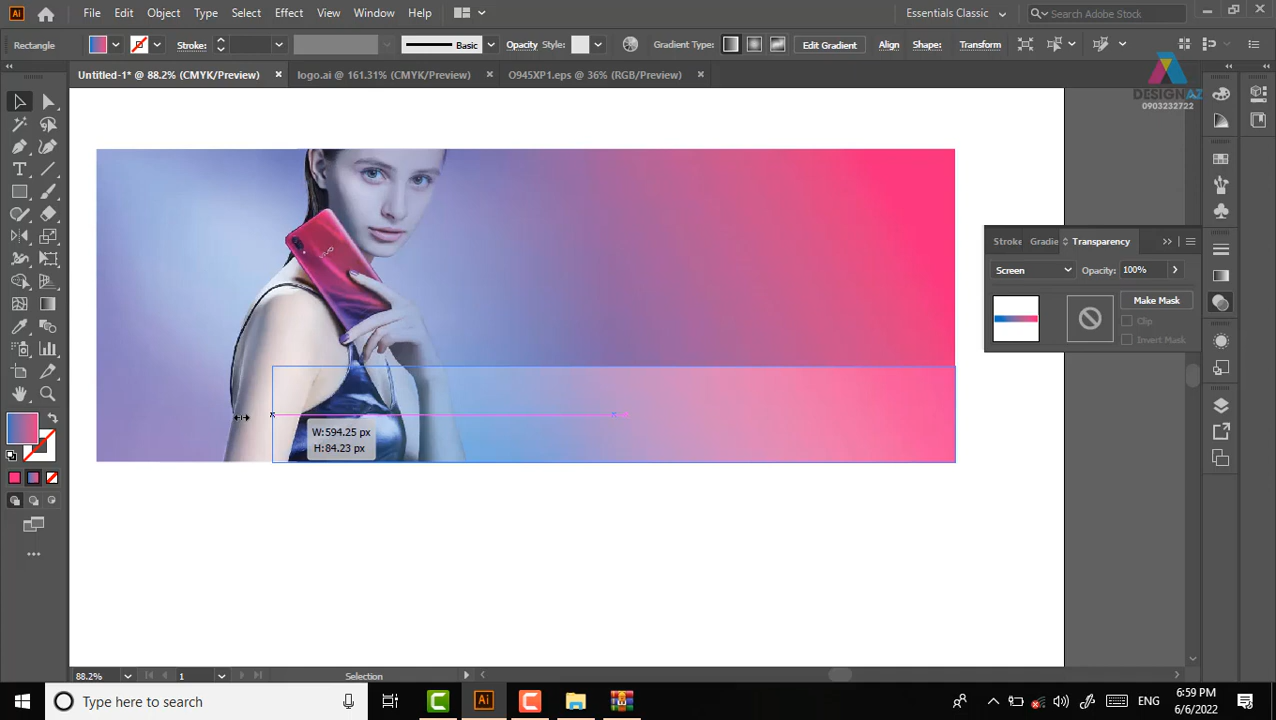 File Edit Object Type Select Effect View Window Help Essentials Classic Search Adobe Stock
Rectangle Stroke: Basic Opacity Style: Gradient Type: Edit Gradient Align Shape: Transform
Untitled-1* @ 88.2% (CMYK/Preview) × logo.ai @ 161.31% (CMYK/Preview) × O945XP1.eps @ 36% (RGB/Preview) ×
DESIGNAZ
0903232722
vivo
Stroke Gradie Transparency
Screen Opacity: 100%
Make Mask
Clip
Invert Mask
W:594.25 px
H:84.23 px
88.2% 1 Selection
Type here to search
ENG
6:59 PM
6/6/2022